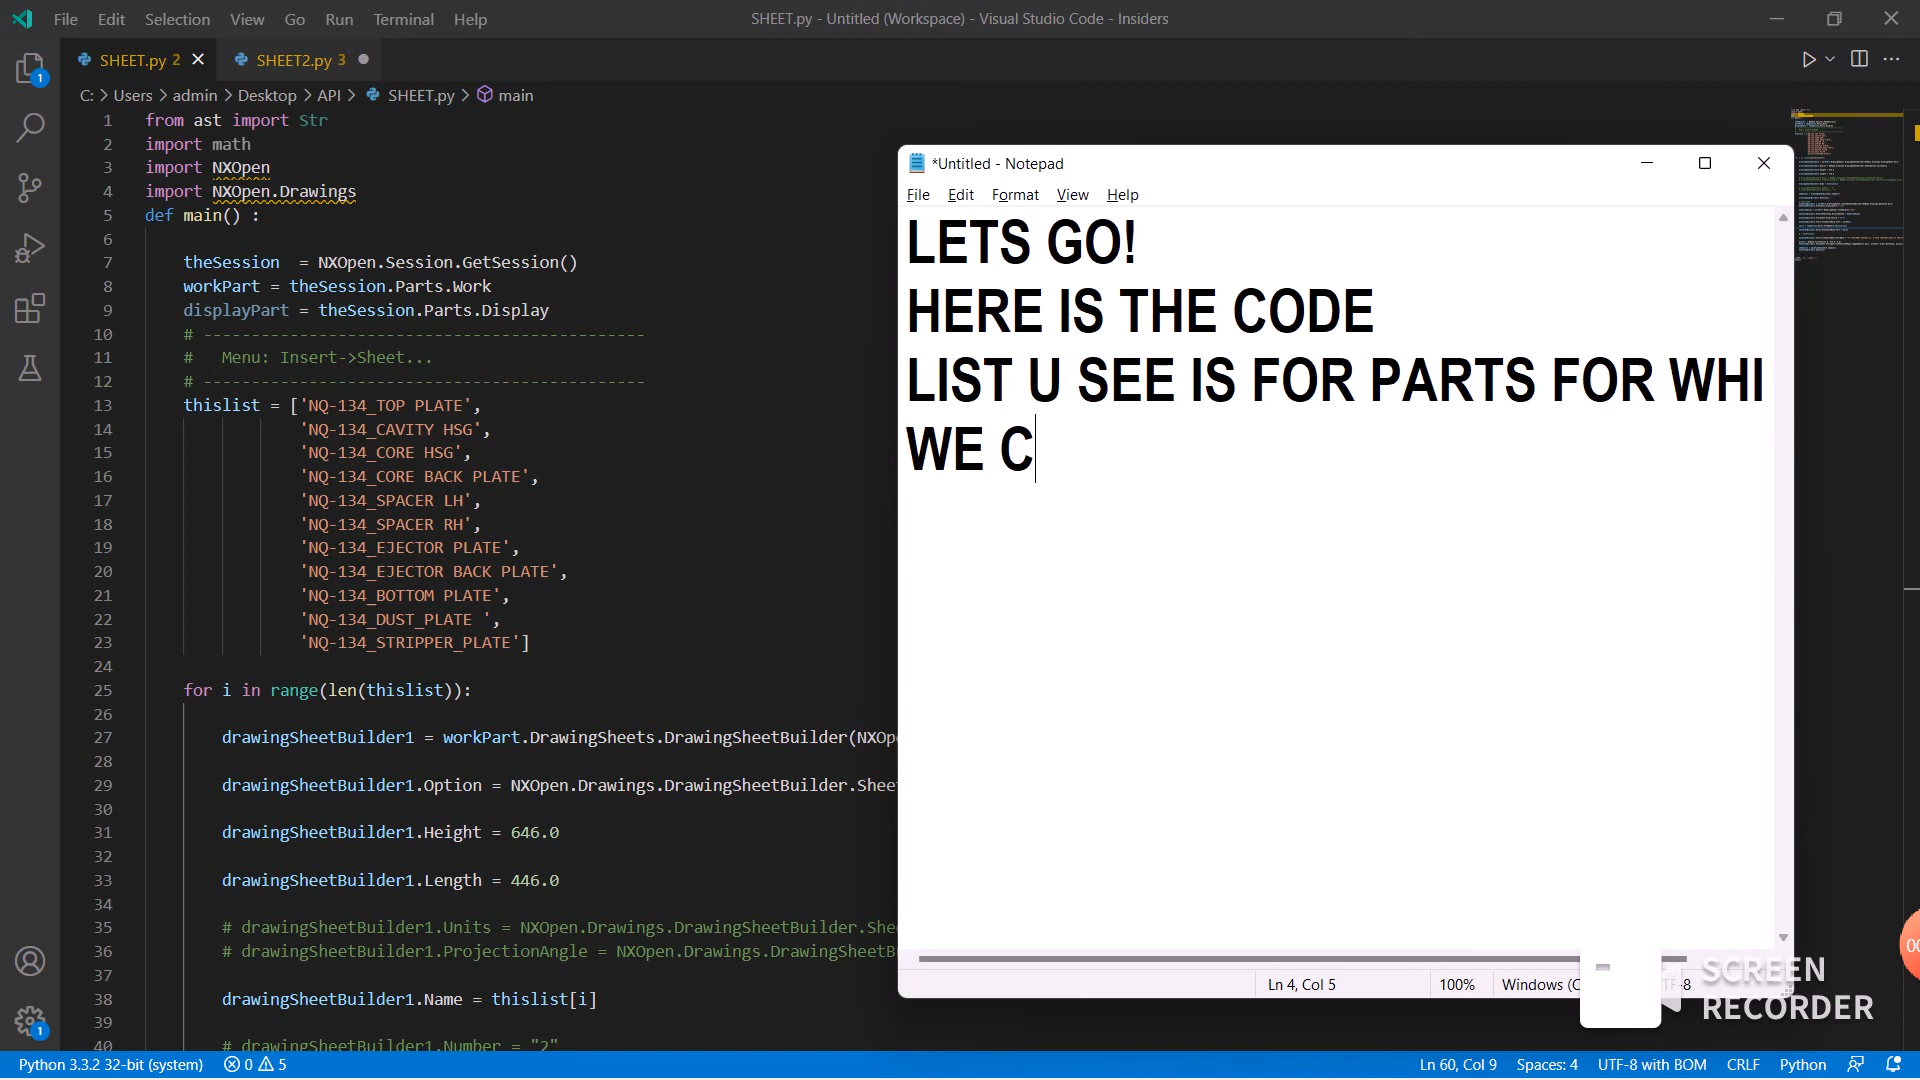 File Edit Selection View Go Run Terminal Help
SHEET.py - Untitled (Workspace) - Visual Studio Code - Insiders
SHEET.py 2
SHEET2.py 3
C: > Users > admin > Desktop > API > SHEET.py > main
1 from ast import Str
2 import math
3 import NXOpen
4 import NXOpen.Drawings
5 def main() :
6
7 theSession  = NXOpen.Session.GetSession()
8 workPart = theSession.Parts.Work
9 displayPart = theSession.Parts.Display
10 # ----------------------------------------------
11 #   Menu: Insert->Sheet...
12 # ----------------------------------------------
13 thislist = ['NQ-134_TOP PLATE',
14 'NQ-134_CAVITY HSG',
15 'NQ-134_CORE HSG',
16 'NQ-134_CORE BACK PLATE',
17 'NQ-134_SPACER LH',
18 'NQ-134_SPACER RH',
19 'NQ-134_EJECTOR PLATE',
20 'NQ-134_EJECTOR BACK PLATE',
21 'NQ-134_BOTTOM PLATE',
22 'NQ-134_DUST_PLATE ',
23 'NQ-134_STRIPPER_PLATE']
24
25 for i in range(len(thislist)):
26
27 drawingSheetBuilder1 = workPart.DrawingSheets.DrawingSheetBuilder(NXOp
28
29 drawingSheetBuilder1.Option = NXOpen.Drawings.DrawingSheetBuilder.Shee
30
31 drawingSheetBuilder1.Height = 646.0
32
33 drawingSheetBuilder1.Length = 446.0
34
35 # drawingSheetBuilder1.Units = NXOpen.Drawings.DrawingSheetBuilder.She
36 # drawingSheetBuilder1.ProjectionAngle = NXOpen.Drawings.DrawingSheetB
37
38 drawingSheetBuilder1.Name = thislist[i]
39
40 # drawingSheetBuilder1.Number = "2"
*Untitled - Notepad
File Edit Format View Help
LETS GO!
HERE IS THE CODE
LIST U SEE IS FOR PARTS FOR WHI
WE C
Ln 4, Col 5
100%
Windows (C
TF-8
SCREEN
RECORDER
00
1
1
Python 3.3.2 32-bit (system) 0 5
Ln 60, Col 9 Spaces: 4 UTF-8 with BOM CRLF Python